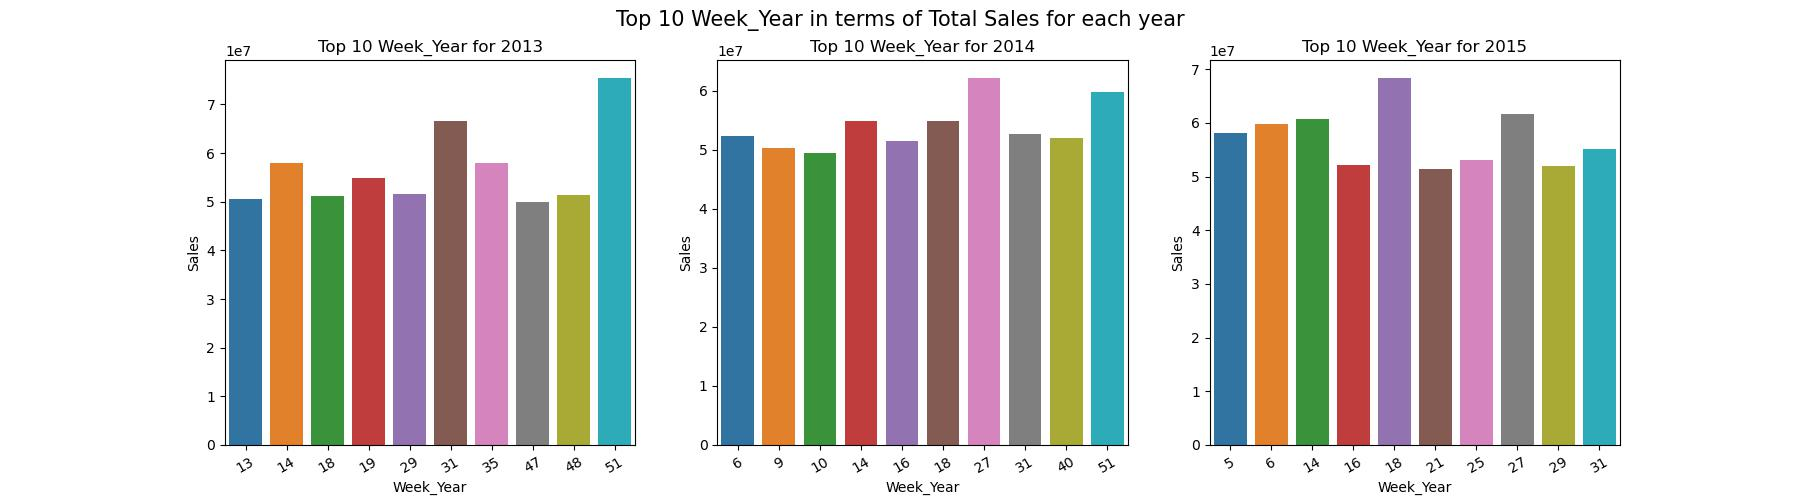 Top 10 Week_Year in terms of Total Sales for each year
Top 10 Week_Year for 2013
1e7
7
6
5
4
3
2
1
0
Sales
13 14 18 19 29 31 35 47 48 51
Week_Year
Top 10 Week_Year for 2014
1e7
6
5
4
3
2
1
0
Sales
6 9 10 14 16 18 27 31 40 51
Week_Year
Top 10 Week_Year for 2015
1e7
7
6
5
4
3
2
1
0
Sales
5 6 14 16 18 21 25 27 29 31
Week_Year